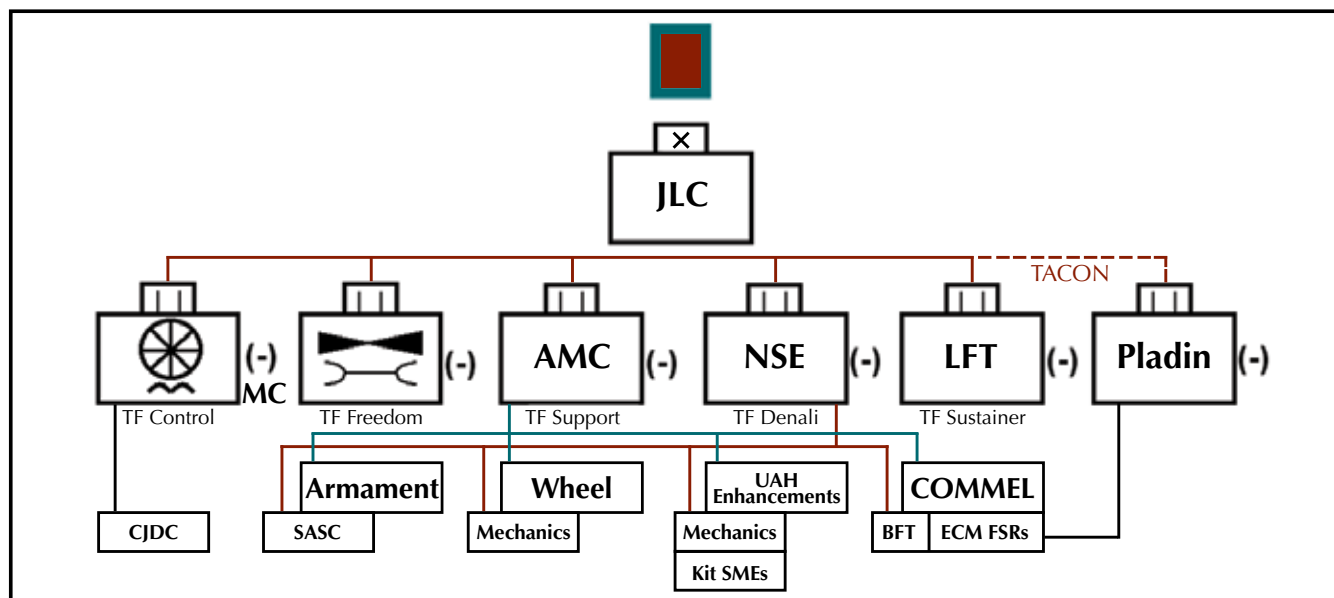 ×
JLC
TACON
(-)
MC
(-)
AMC
(-)
NSE
(-)
LFT
(-)
Pladin
(-)
TF Control
TF Freedom
TF Support
TF Denali
TF Sustainer
Armament
Wheel
UAH
Enhancements
COMMEL
CJDC
SASC
Mechanics
Mechanics
BFT
ECM FSRs
Kit SMEs